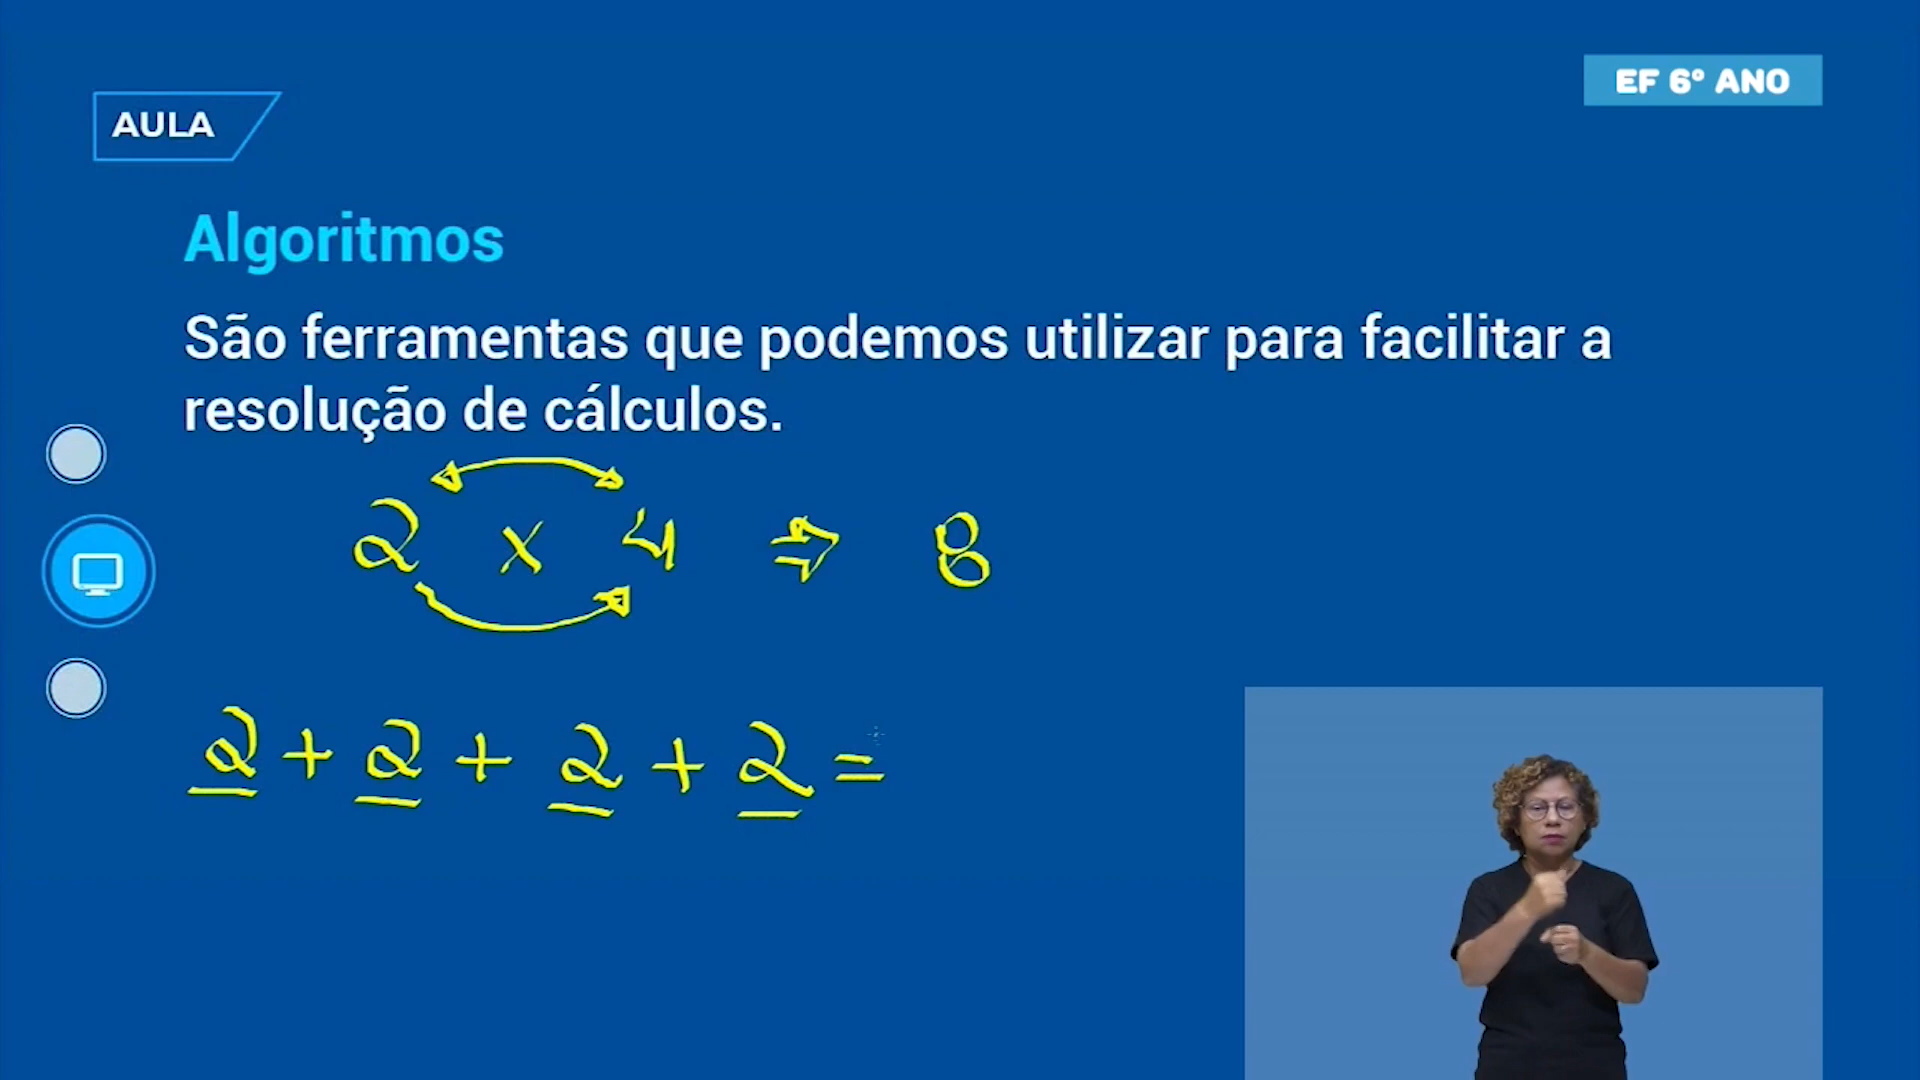 EF 6º ANO
AULA
Algoritmos
São ferramentas que podemos utilizar para facilitar a
resolução de cálculos.
2 x 4 ⇒ 8
2 + 2 + 2 + 2 =